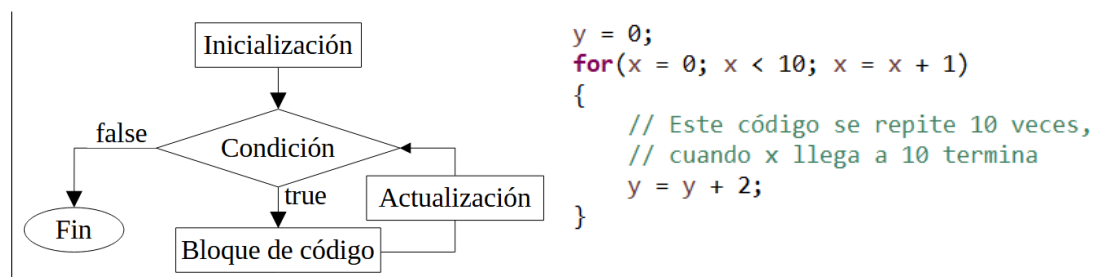 Inicialización
false
Condición
true
Actualización
Fin
Bloque de código
y = 0;
for(x = 0; x < 10; x = x + 1)
{
    // Este código se repite 10 veces,
    // cuando x llega a 10 termina
    y = y + 2;
}